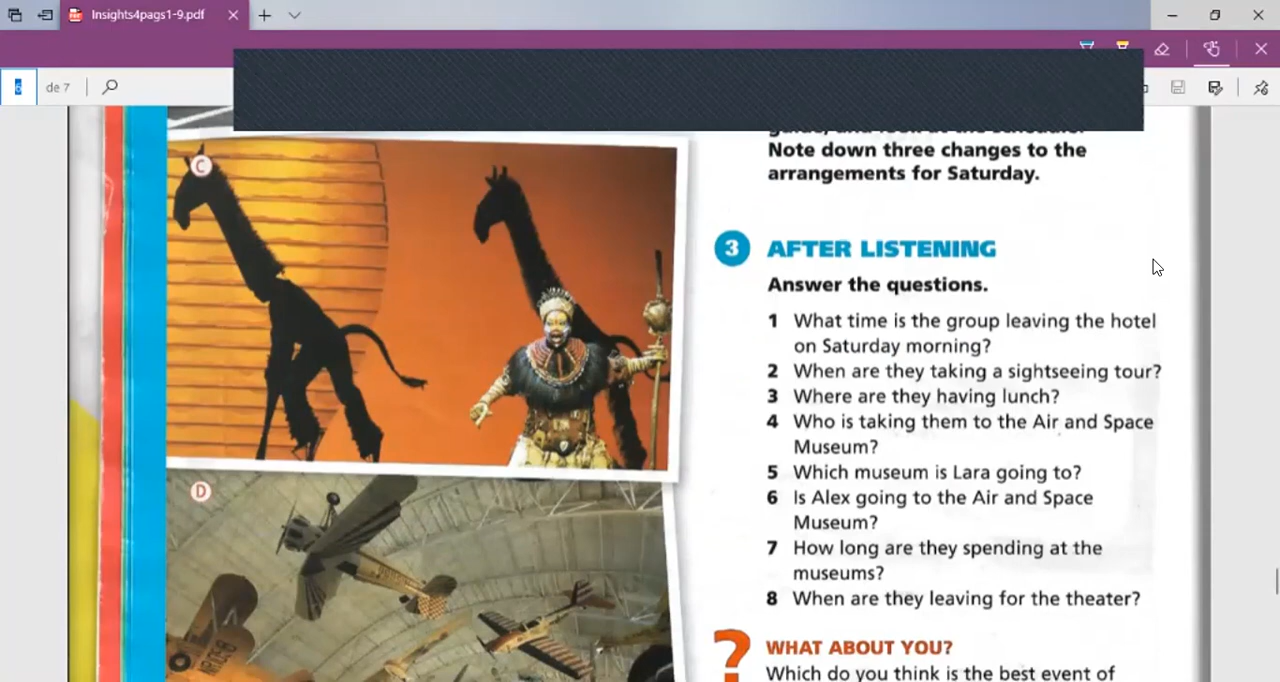 Insights4pags1-9.pdf
6 de 7
C
Note down three changes to the
arrangements for Saturday.
3 AFTER LISTENING
Answer the questions.
1 What time is the group leaving the hotel
on Saturday morning?
2 When are they taking a sightseeing tour?
3 Where are they having lunch?
4 Who is taking them to the Air and Space
Museum?
5 Which museum is Lara going to?
6 Is Alex going to the Air and Space
Museum?
7 How long are they spending at the
museums?
8 When are they leaving for the theater?
D
? WHAT ABOUT YOU?
Which do you think is the best event of